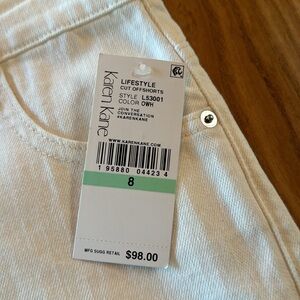 Karen Kane
LIFESTYLE
CUT OFFSHORTS
STYLE L53001
COLOR OWH
JOIN THE
CONVERSATION
#KARENKANE
WWW.KARENKANE.COM
1 95880 04423 4
8
MFG SUGG RETAIL $98.00